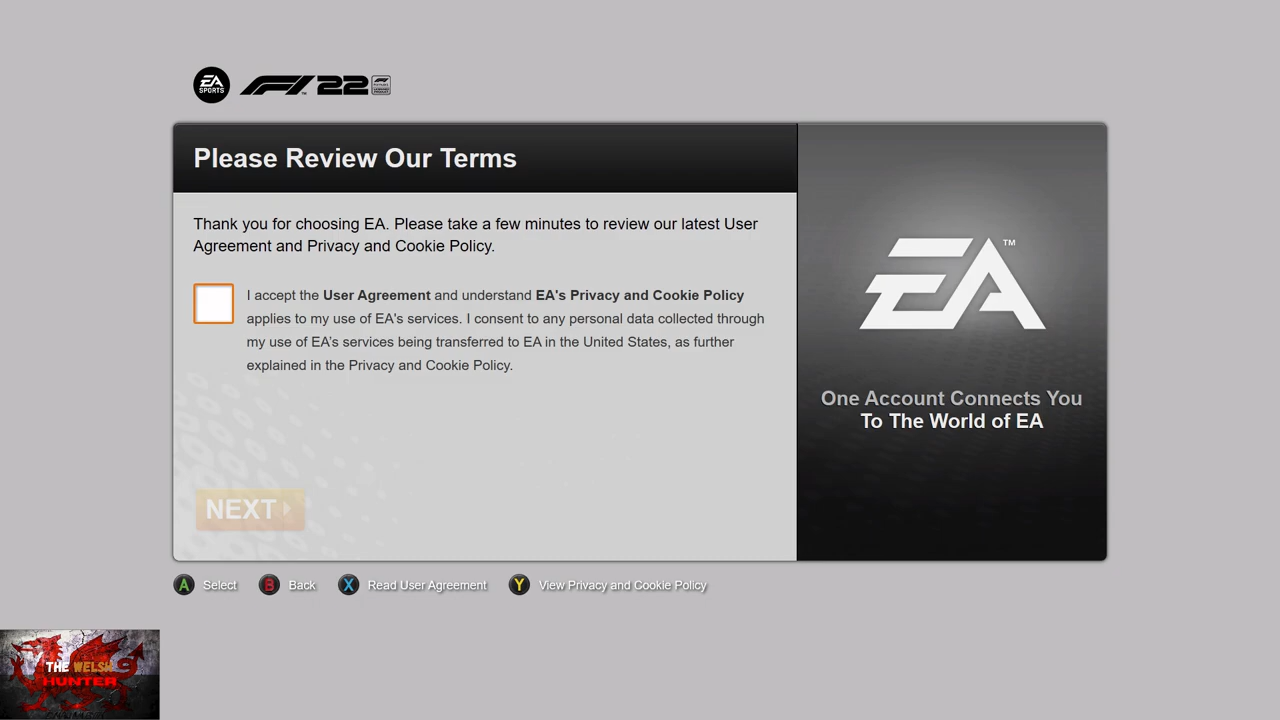 EA SPORTS F1 22
Please Review Our Terms
Thank you for choosing EA. Please take a few minutes to review our latest User
Agreement and Privacy and Cookie Policy.
I accept the User Agreement and understand EA's Privacy and Cookie Policy
applies to my use of EA's services. I consent to any personal data collected through
my use of EA's services being transferred to EA in the United States, as further
explained in the Privacy and Cookie Policy.
NEXT
EA™
One Account Connects You
To The World of EA
A Select B Back X Read User Agreement Y View Privacy and Cookie Policy
THE WELSH
HUNTER